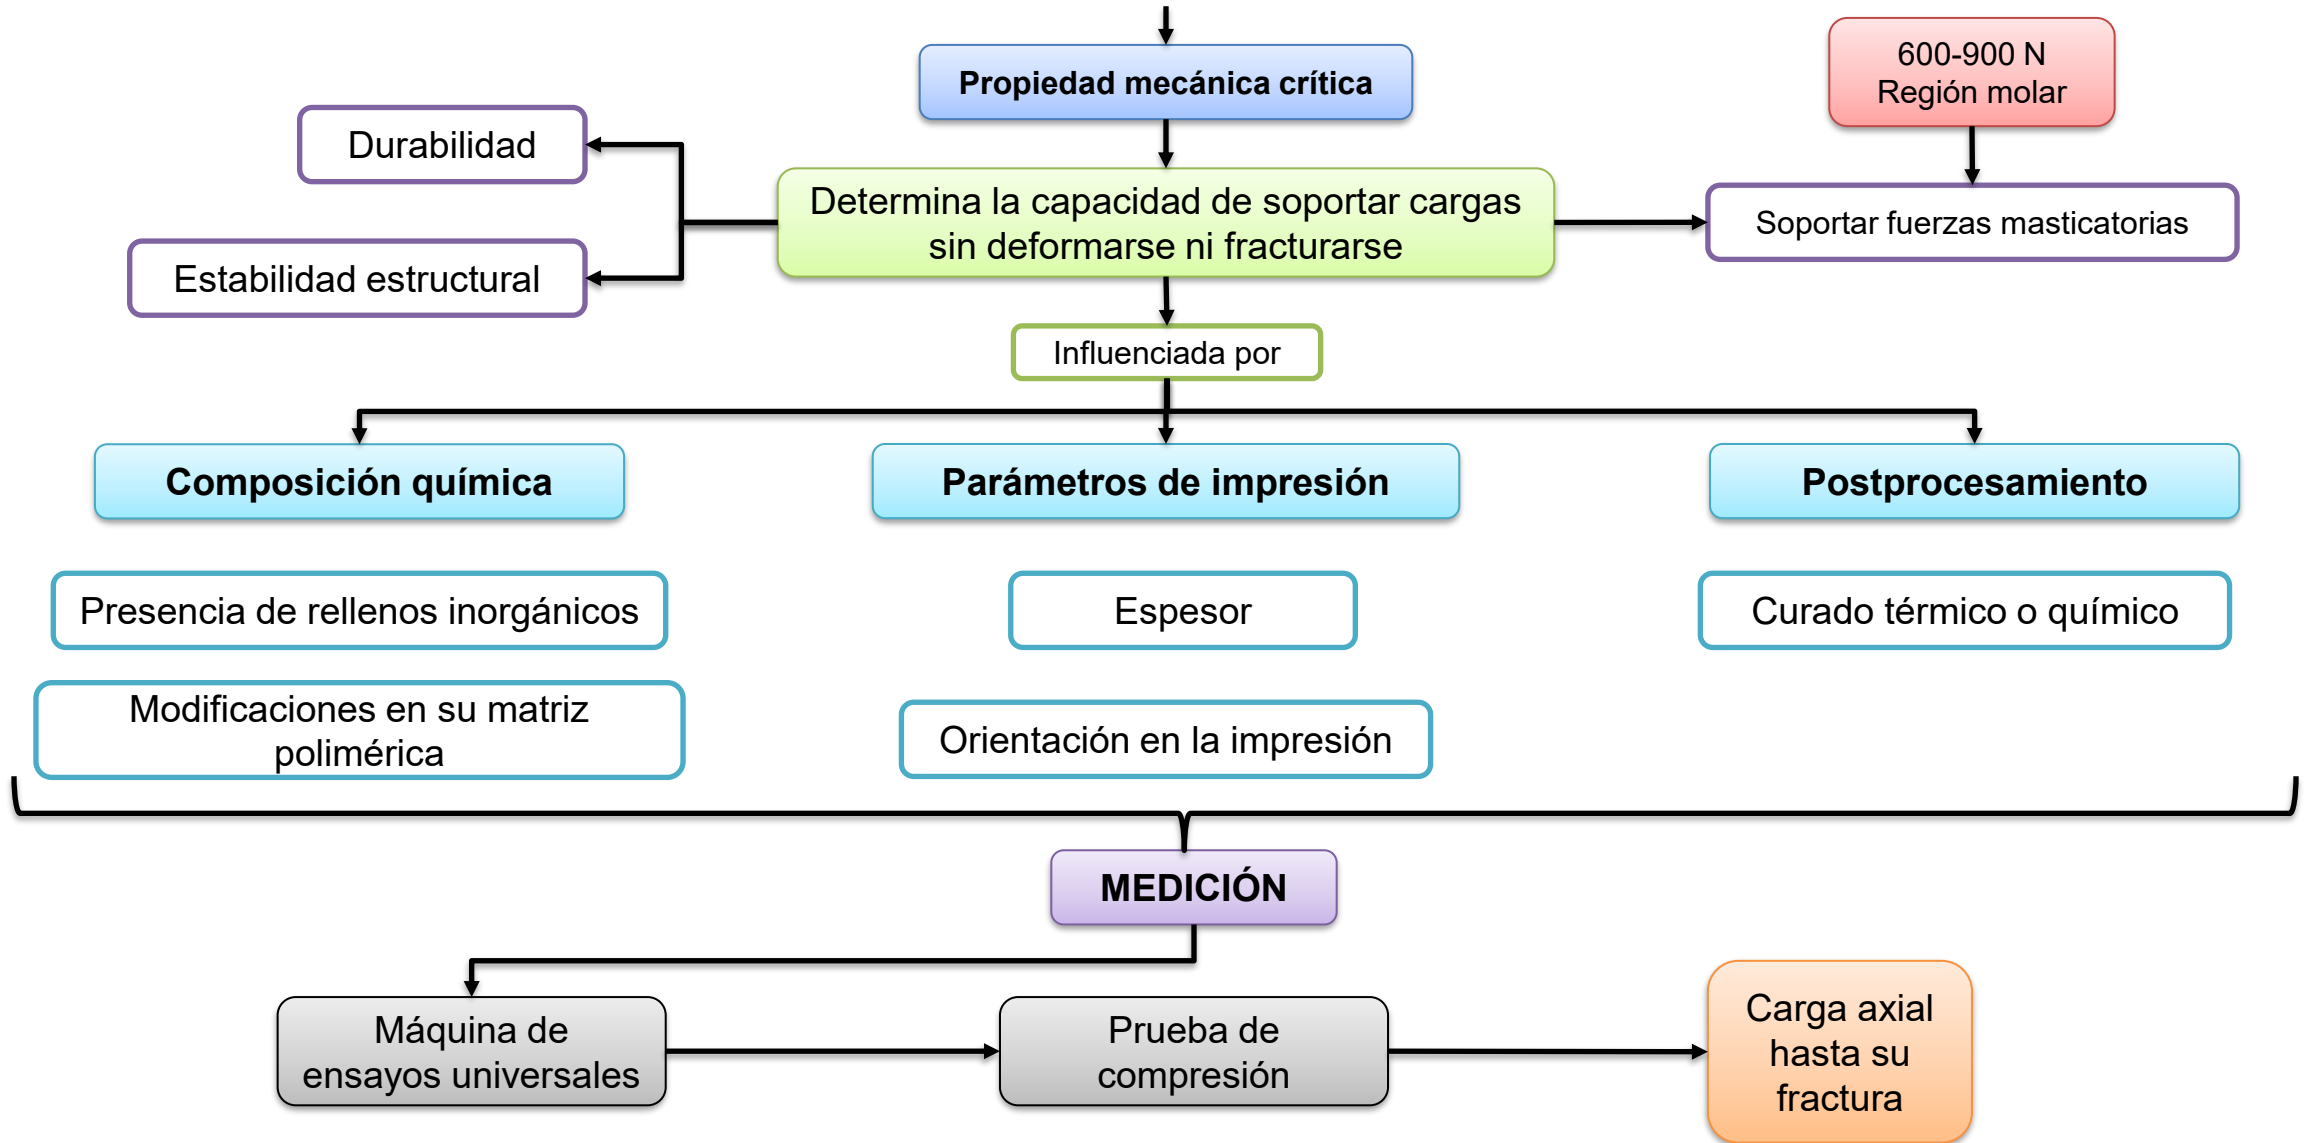 Propiedad mecánica crítica
600-900 N
Región molar
Durabilidad
Determina la capacidad de soportar cargas
sin deformarse ni fracturarse
Soportar fuerzas masticatorias
Estabilidad estructural
Influenciada por
Composición química
Parámetros de impresión
Postprocesamiento
Presencia de rellenos inorgánicos
Espesor
Curado térmico o químico
Modificaciones en su matriz
polimérica
Orientación en la impresión
MEDICIÓN
Máquina de
ensayos universales
Prueba de
compresión
Carga axial
hasta su
fractura